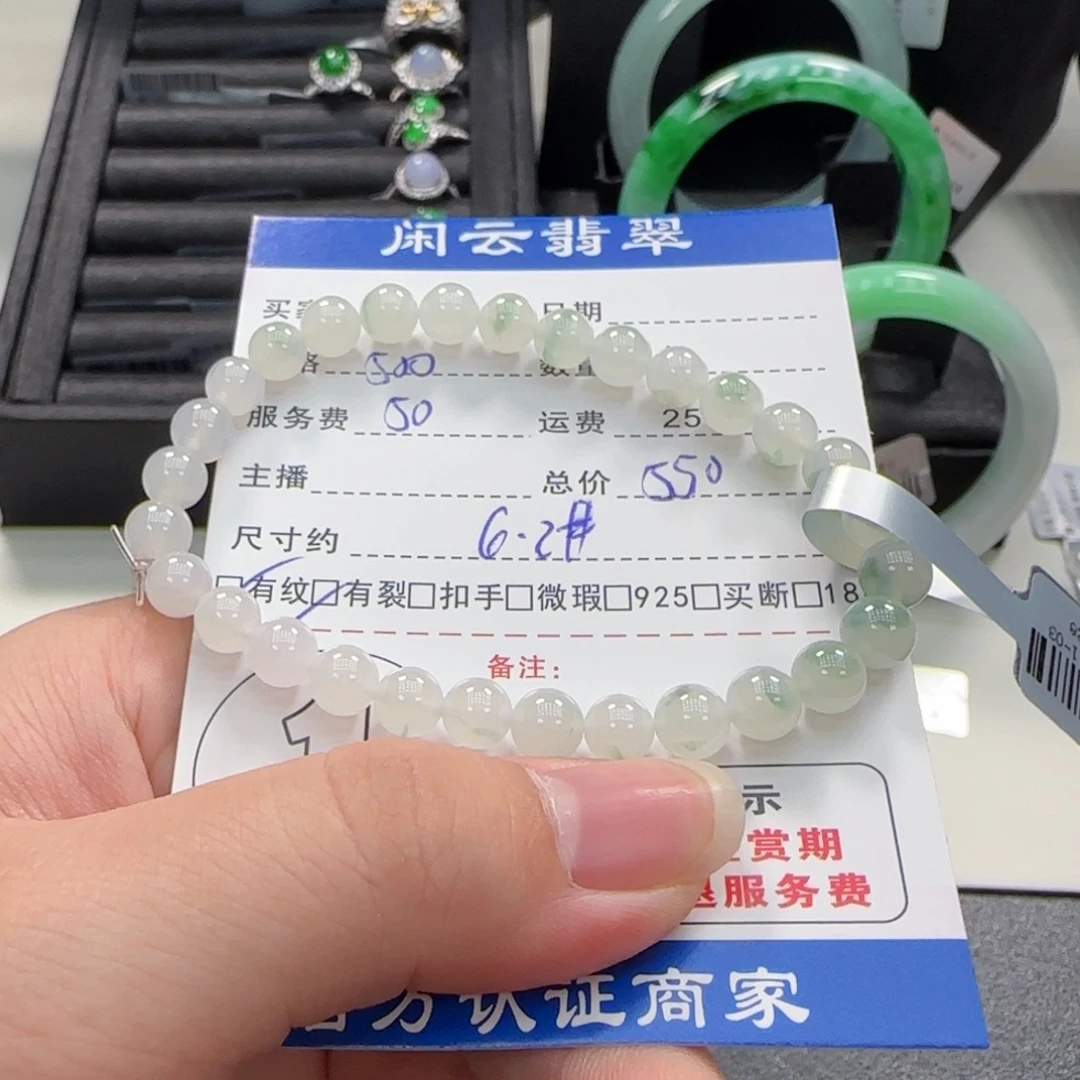 闲云翡翠
买 日期
500
服务费 50 运费 25
主播 总价 550
尺寸约 6.2#
□有纹□有裂□扣手□微瑕□925□买断□18
备注：
示
赏期
服务费
方认证商家